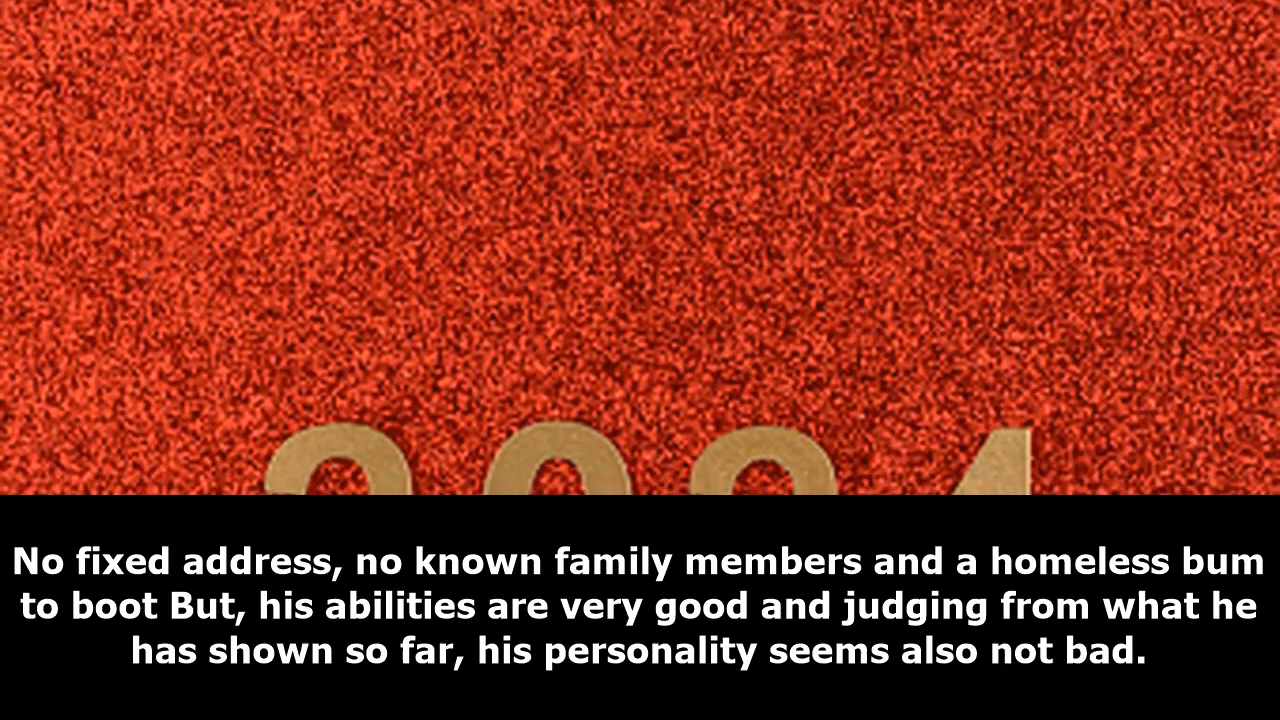 2024
No fixed address, no known family members and a homeless bum
to boot But, his abilities are very good and judging from what he
has shown so far, his personality seems also not bad.